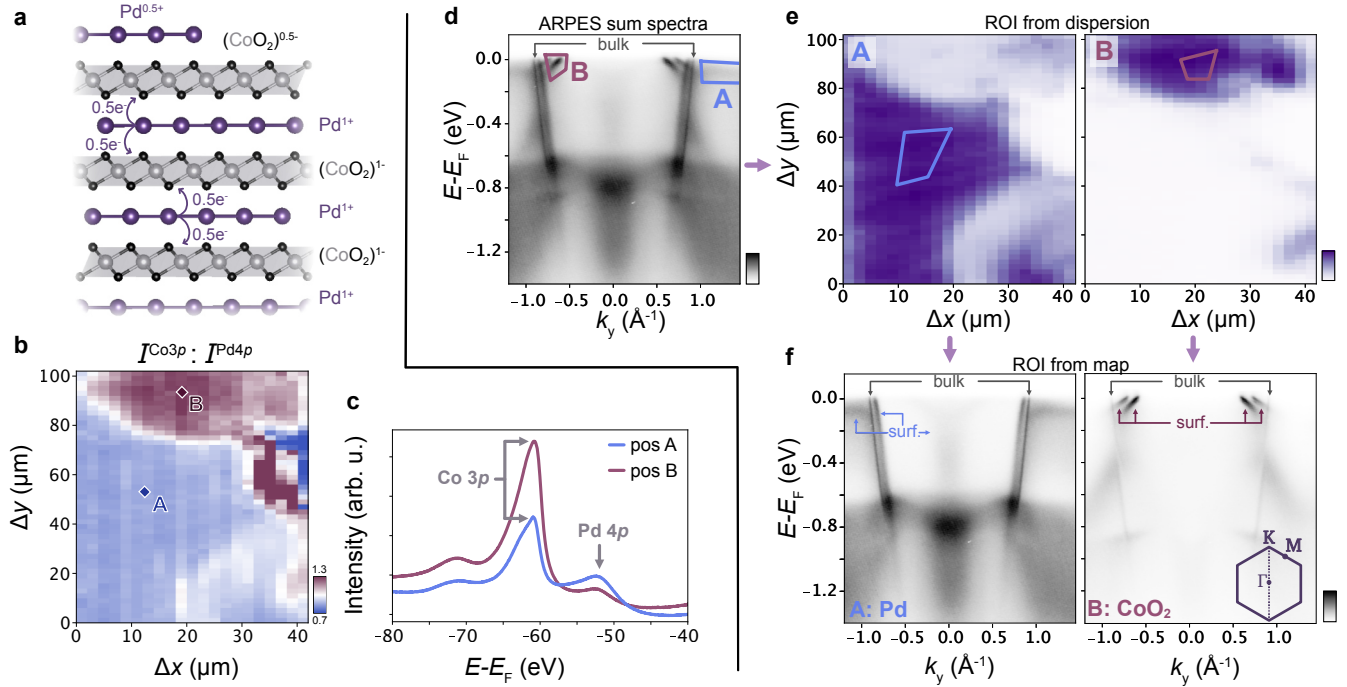 a
Pd0.5+
(CoO2)0.5-
0.5e-
0.5e-
Pd1+
(CoO2)1-
0.5e-
0.5e-
Pd1+
(CoO2)1-
Pd1+
b
ICo3p : IPd4p
100
80
60
40
20
0
Δy (μm)
B
A
1.3
0.7
0 10 20 30 40
Δx (μm)
c
Intensity (arb. u.)
pos A
pos B
Co 3p
Pd 4p
−80 −70 −60 −50 −40
E-EF (eV)
d
ARPES sum spectra
bulk
B
A
0.0
−0.4
−0.8
−1.2
E-EF (eV)
−1.0 −0.5 0.0 0.5 1.0
ky (Å-1)
e
ROI from dispersion
A
B
100
80
60
40
20
0
Δy μm
0 10 20 30 40
0 10 20 30 40
Δx (μm)
Δx (μm)
f
ROI from map
bulk
bulk
surf.
surf.
0.0
−0.4
−0.8
−1.2
E-EF (eV)
A: Pd
B: CoO2
K
M
Γ
−1.0 −0.5 0.0 0.5 1.0
−1.0 −0.5 0.0 0.5 1.0
ky (Å-1)
ky (Å-1)